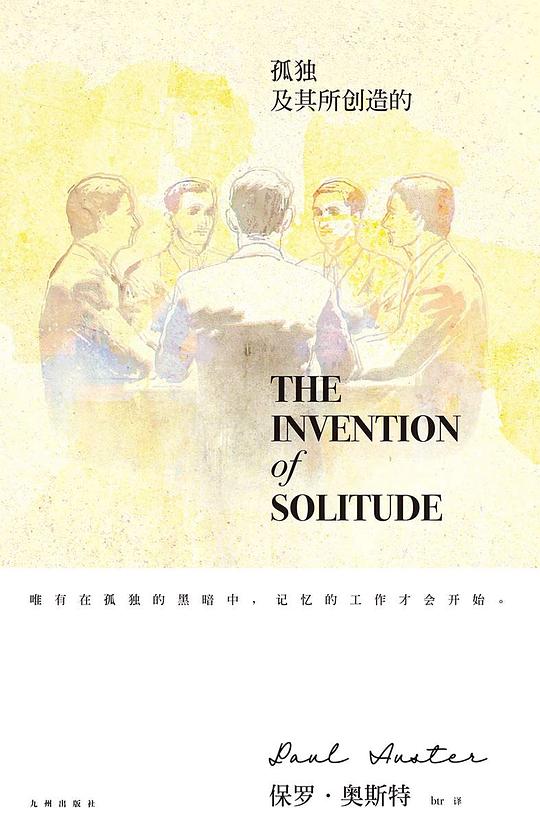 孤独
及其所创造的
THE
INVENTION
of
SOLITUDE
唯有在孤独的黑暗中，记忆的工作才会开始。
Paul Auster
保罗·奥斯特 btr 译
九州出版社